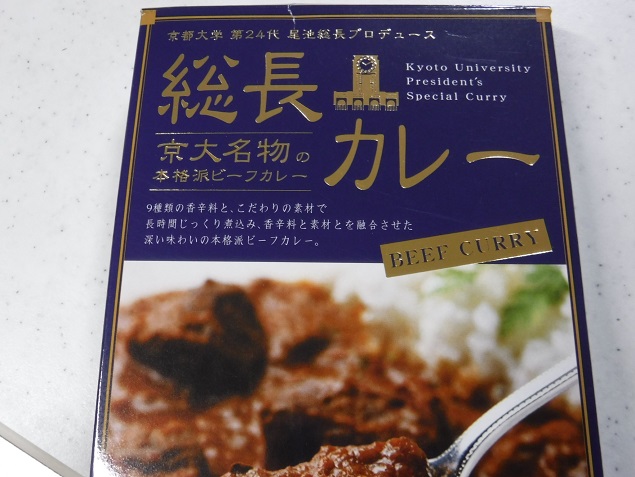 京都大学 第24代 尾池総長プロデュース
総長
カレー
Kyoto University
President's
Special Curry
京大名物の
本格派ビーフカレー
9種類の香辛料と、こだわりの素材で
長時間じっくり煮込み、香辛料と素材とを融合させた
深い味わいの本格派ビーフカレー。
BEEF CURRY